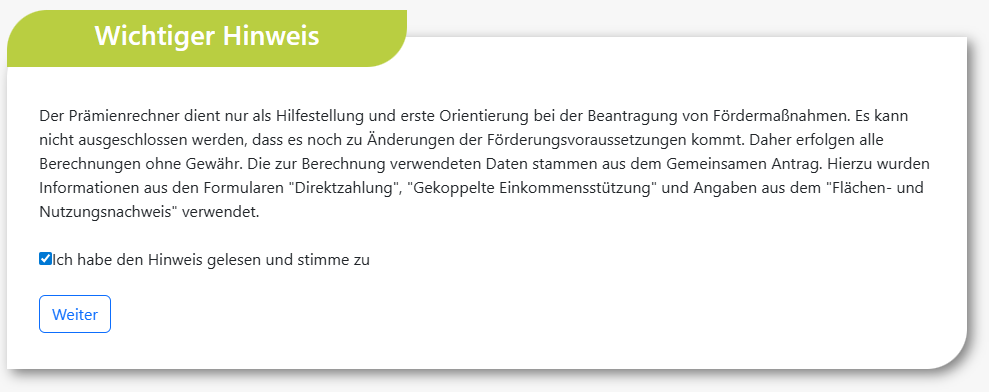 Wichtiger Hinweis
Der Prämienrechner dient nur als Hilfestellung und erste Orientierung bei der Beantragung von Fördermaßnahmen. Es kann
nicht ausgeschlossen werden, dass es noch zu Änderungen der Förderungsvoraussetzungen kommt. Daher erfolgen alle
Berechnungen ohne Gewähr. Die zur Berechnung verwendeten Daten stammen aus dem Gemeinsamen Antrag. Hierzu wurden
Informationen aus den Formularen "Direktzahlung", "Gekoppelte Einkommensstützung" und Angaben aus dem "Flächen- und
Nutzungsnachweis" verwendet.
Ich habe den Hinweis gelesen und stimme zu
Weiter